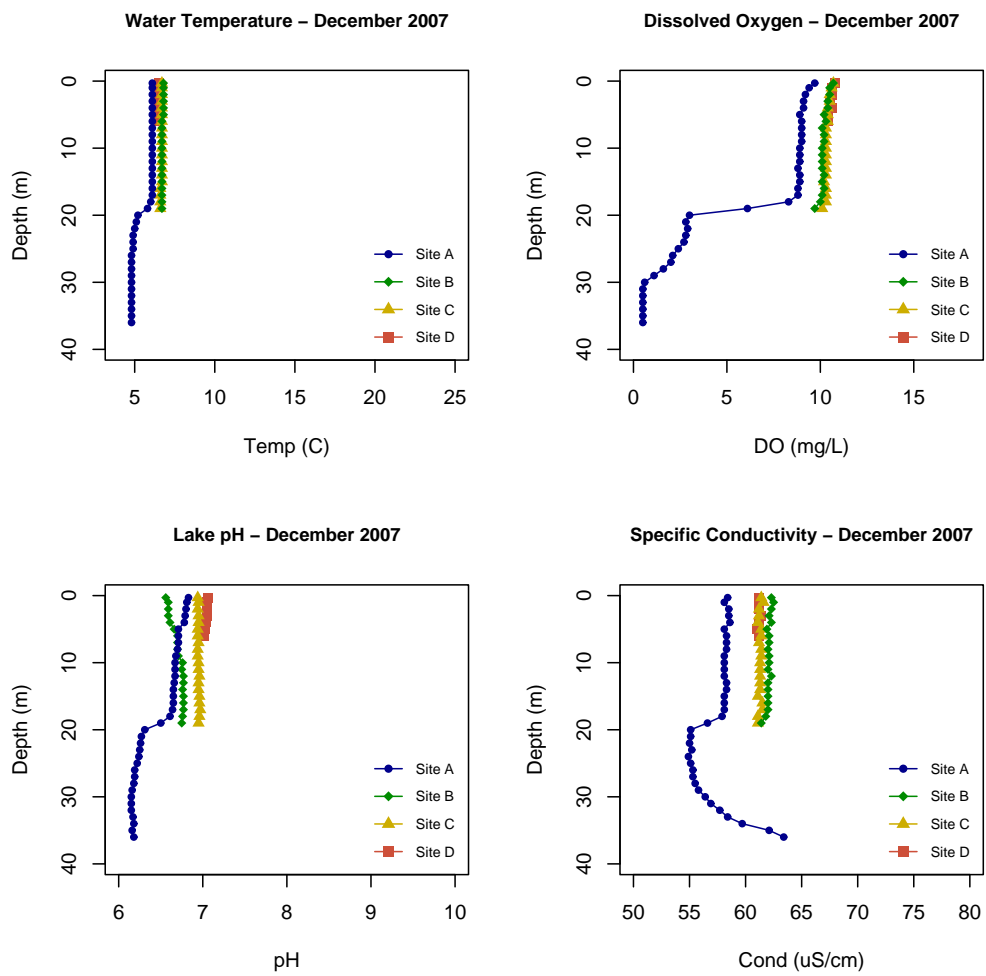 Water Temperature – December 2007
0
10
20
30
40
Depth (m)
Site A
Site B
Site C
Site D
5 10 15 20 25
Temp (C)
Dissolved Oxygen – December 2007
0
10
20
30
40
Depth (m)
Site A
Site B
Site C
Site D
0 5 10 15
DO (mg/L)
Lake pH – December 2007
0
10
20
30
40
Depth (m)
Site A
Site B
Site C
Site D
6 7 8 9 10
pH
Specific Conductivity – December 2007
0
10
20
30
40
Depth (m)
Site A
Site B
Site C
Site D
50 55 60 65 70 75 80
Cond (uS/cm)